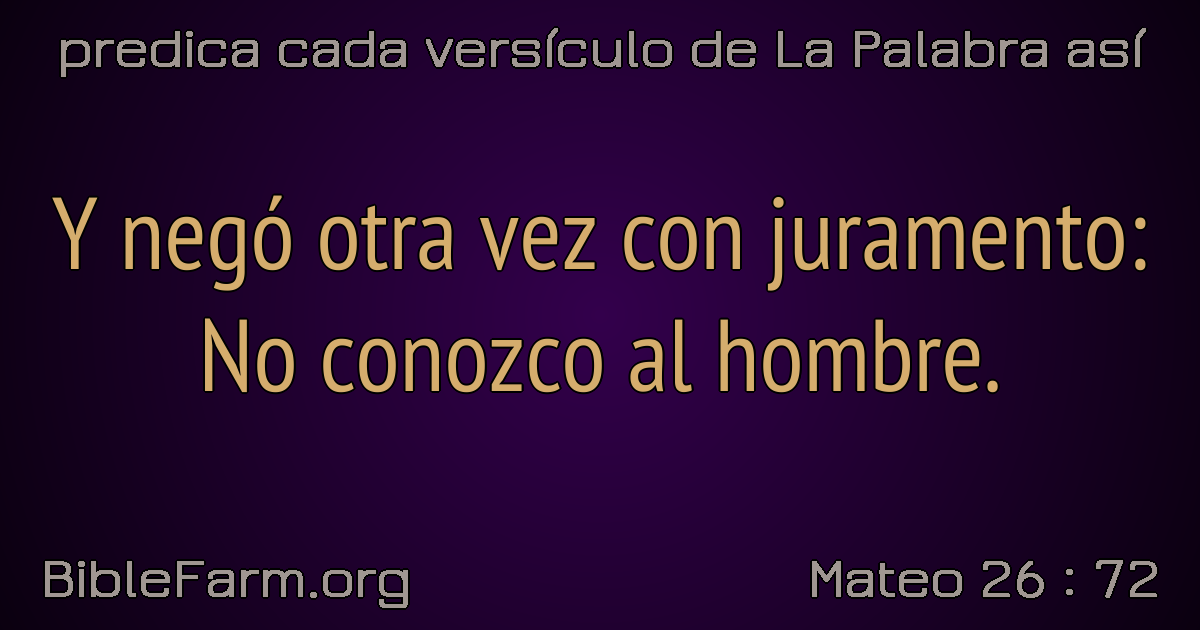 predica cada versículo de La Palabra así
Y negó otra vez con juramento:
No conozco al hombre.
BibleFarm.org
Mateo 26 : 72